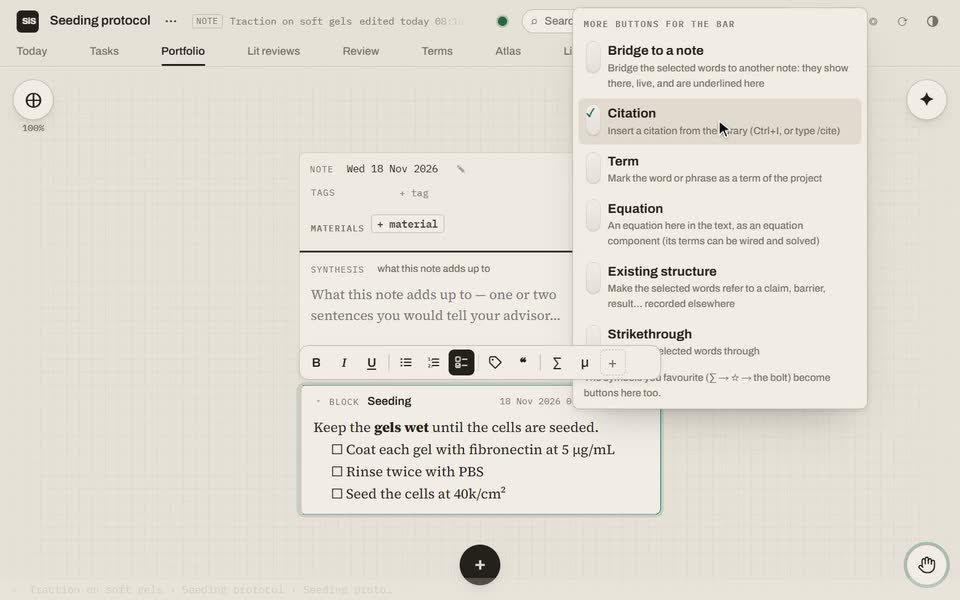 SiS Seeding protocol ··· NOTE Traction on soft gels edited today 08:1 Searc
Today Tasks Portfolio Lit reviews Review Terms Atlas Li
100%
MORE BUTTONS FOR THE BAR
Bridge to a note
Bridge the selected words to another note: they show
there, live, and are underlined here
Citation
Insert a citation from the library (Ctrl+I, or type /cite)
Term
Mark the word or phrase as a term of the project
Equation
An equation here in the text, as an equation
component (its terms can be wired and solved)
Existing structure
Make the selected words refer to a claim, barrier,
result... recorded elsewhere
Strikethrough
elected words through
The symbols you favourite (∑ → ☆ → the bolt) become
buttons here too.
NOTE Wed 18 Nov 2026
TAGS + tag
MATERIALS + material
SYNTHESIS what this note adds up to
What this note adds up to — one or two
sentences you would tell your advisor...
B I U ❝ ∑ μ +
BLOCK Seeding 18 Nov 2026 0
Keep the gels wet until the cells are seeded.
☐ Coat each gel with fibronectin at 5 μg/mL
☐ Rinse twice with PBS
☐ Seed the cells at 40k/cm²
+
Traction on soft gels › Seeding protocol › Seeding proto…